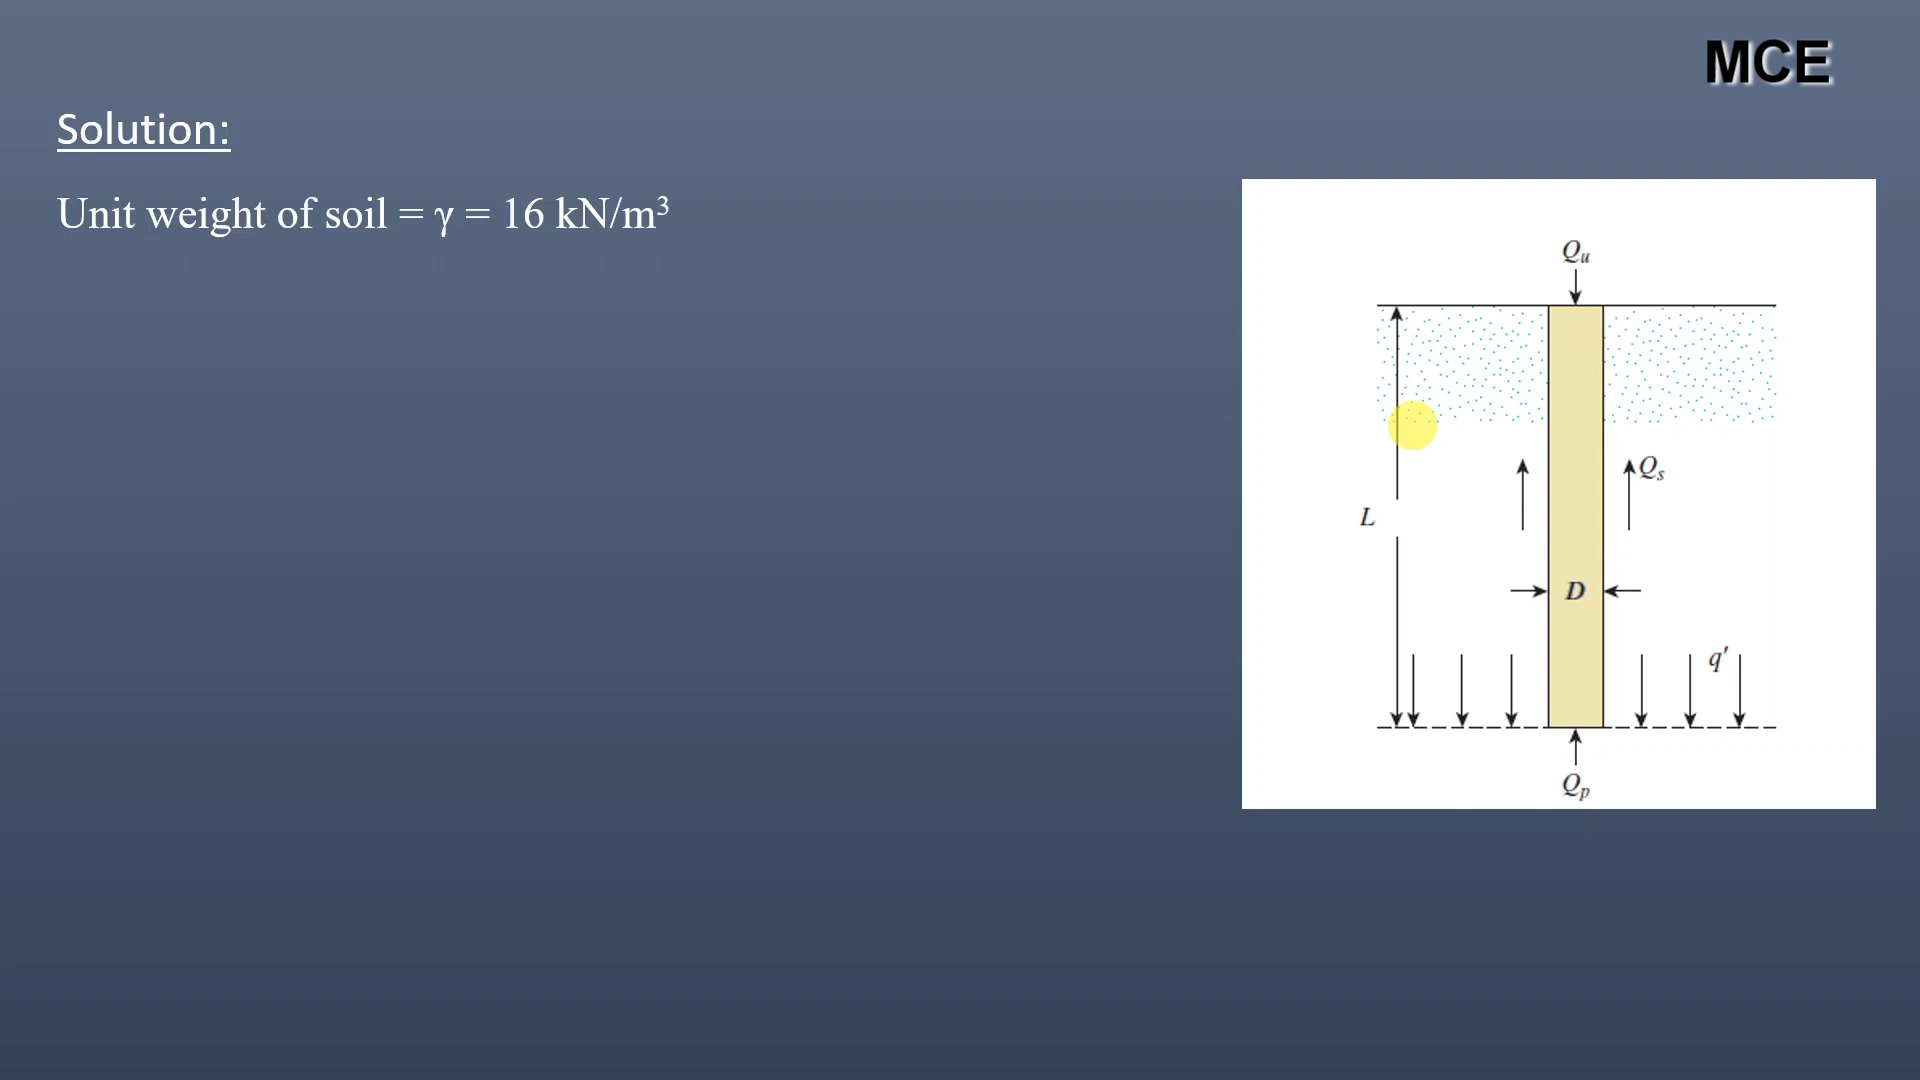 MCE
Solution:
Unit weight of soil = γ = 16 kN/m³
Qu
Qs
L
D
q′
Qp